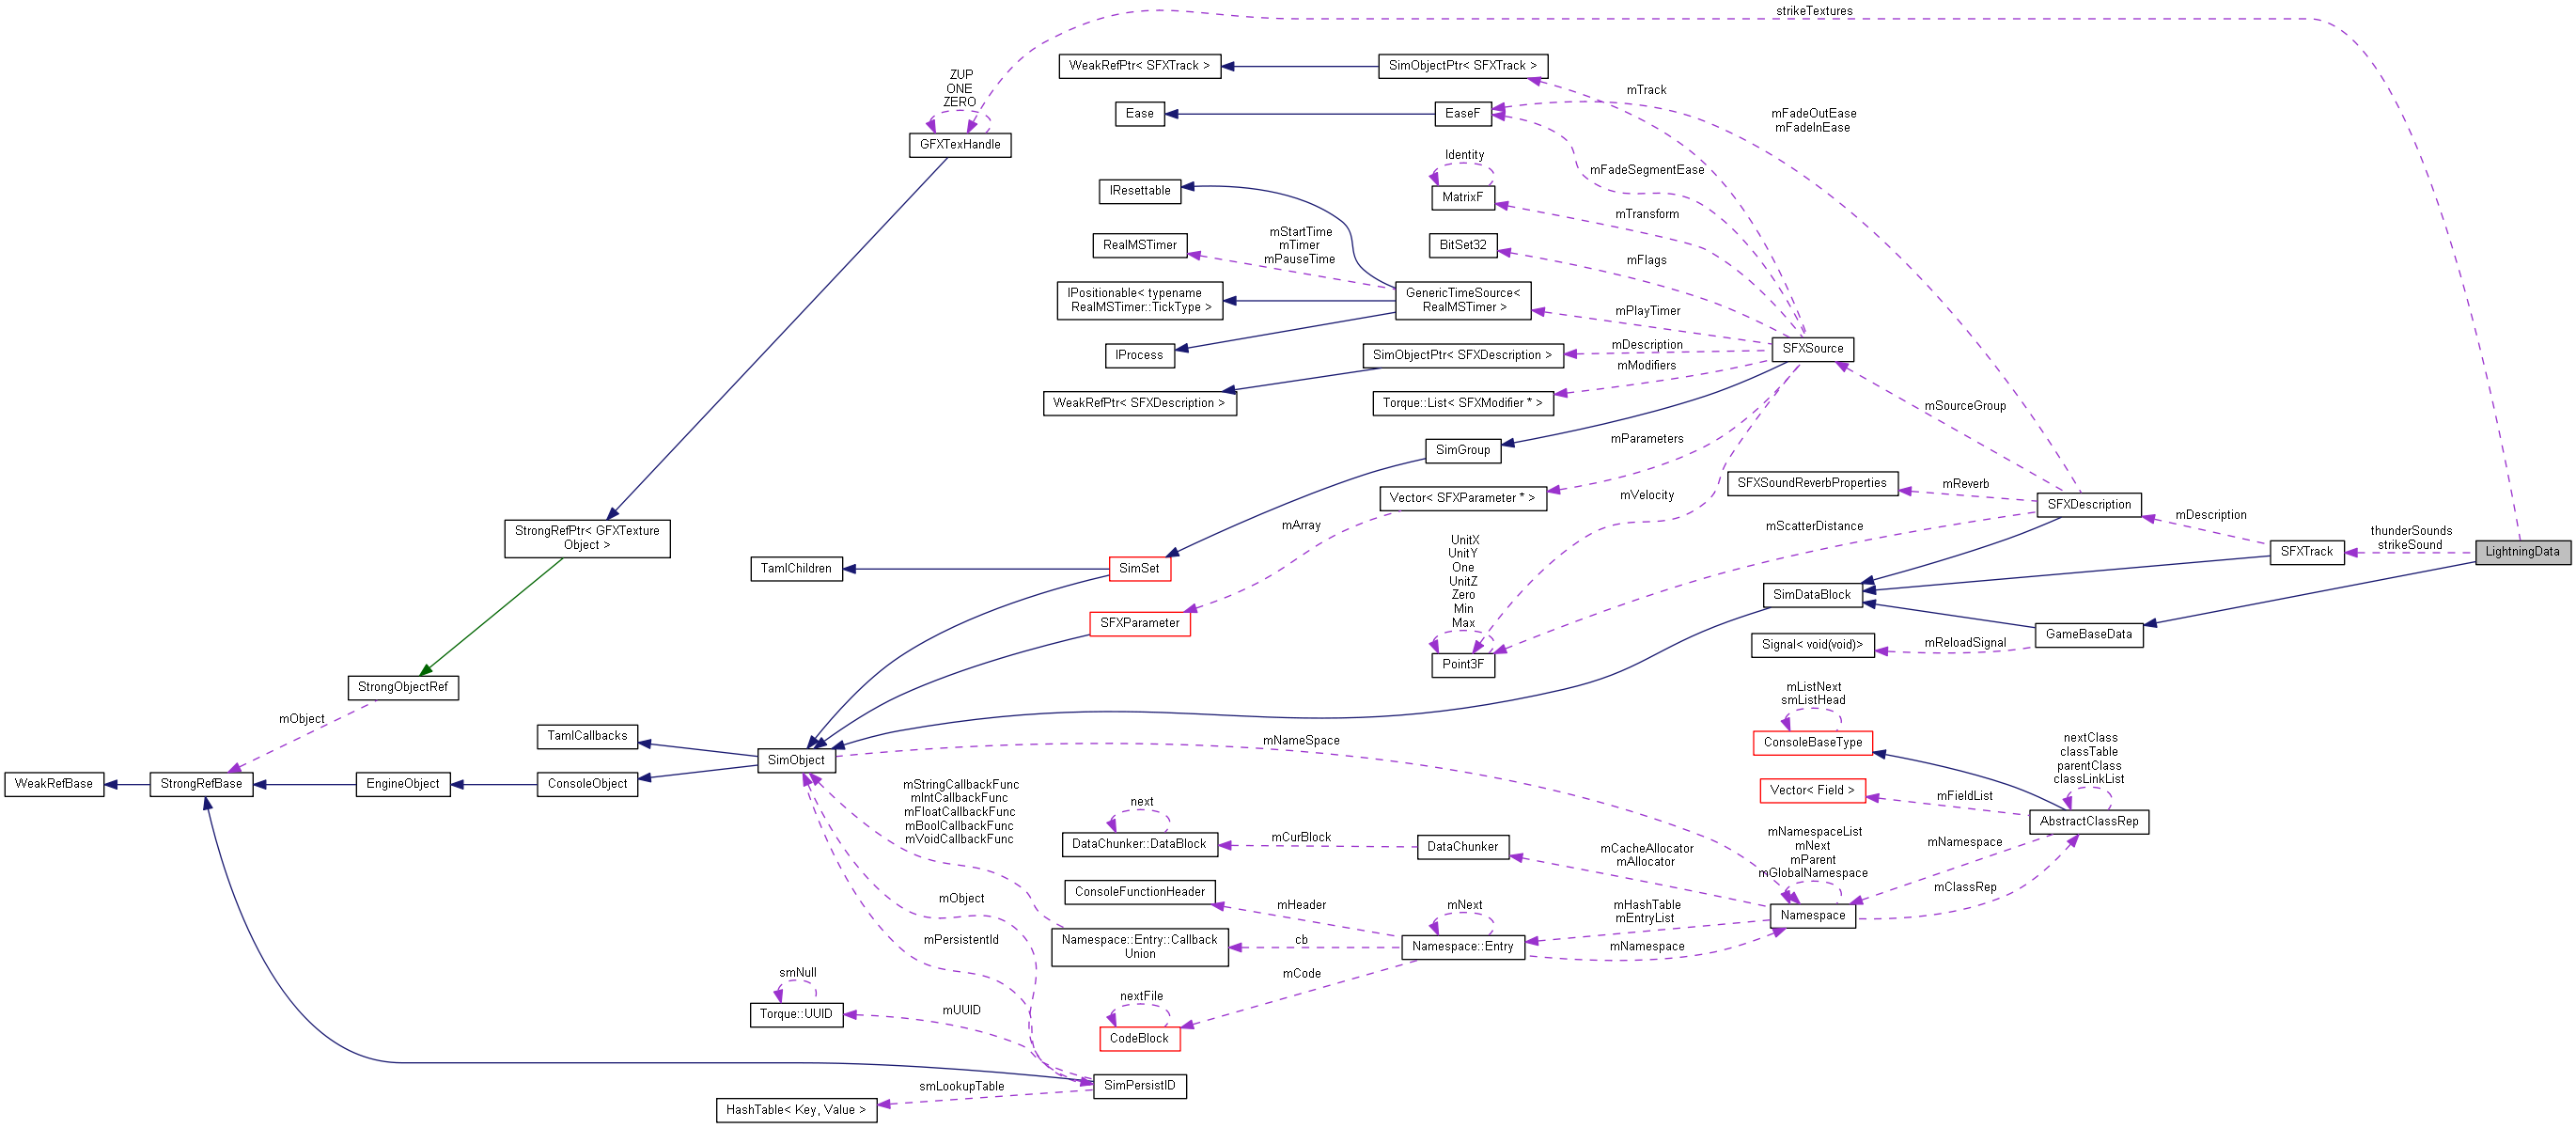 strikeTextures
WeakRefPtr< SFXTrack >
SimObjectPtr< SFXTrack >
ZUP
ONE
ZERO
mTrack
Ease
EaseF
mFadeOutEase
mFadeInEase
GFXTexHandle
Identity
mFadeSegmentEase
IResettable
MatrixF
mTransform
RealMSTimer
mStartTime
mTimer
mPauseTime
BitSet32
mFlags
IPositionable< typename
RealMSTimer::TickType >
GenericTimeSource<
RealMSTimer >
mPlayTimer
IProcess
SimObjectPtr< SFXDescription >
mDescription
SFXSource
mModifiers
WeakRefPtr< SFXDescription >
Torque::List< SFXModifier * >
mSourceGroup
SimGroup
mParameters
Vector< SFXParameter * >
mVelocity
SFXSoundReverbProperties
mReverb
SFXDescription
mDescription
StrongRefPtr< GFXTexture
Object >
mArray
mScatterDistance
thunderSounds
strikeSound
SFXTrack
LightningData
UnitX
UnitY
One
UnitZ
Zero
Min
Max
TamlChildren
SimSet
SimDataBlock
SFXParameter
GameBaseData
Signal< void(void)>
mReloadSignal
Point3F
StrongObjectRef
mObject
mListNext
smListHead
TamlCallbacks
mNameSpace
ConsoleBaseType
nextClass
classTable
parentClass
classLinkList
SimObject
WeakRefBase
StrongRefBase
EngineObject
ConsoleObject
mStringCallbackFunc
mIntCallbackFunc
mFloatCallbackFunc
mBoolCallbackFunc
mVoidCallbackFunc
next
Vector< Field >
mFieldList
AbstractClassRep
DataChunker::DataBlock
mCurBlock
DataChunker
mCacheAllocator
mAllocator
mNamespaceList
mNext
mParent
mGlobalNamespace
mNamespace
mClassRep
ConsoleFunctionHeader
mHeader
mNext
mHashTable
mEntryList
Namespace
mObject
mPersistentId
Namespace::Entry::Callback
Union
cb
Namespace::Entry
mNamespace
mCode
smNull
Torque::UUID
mUUID
nextFile
CodeBlock
smLookupTable
SimPersistID
HashTable< Key, Value >